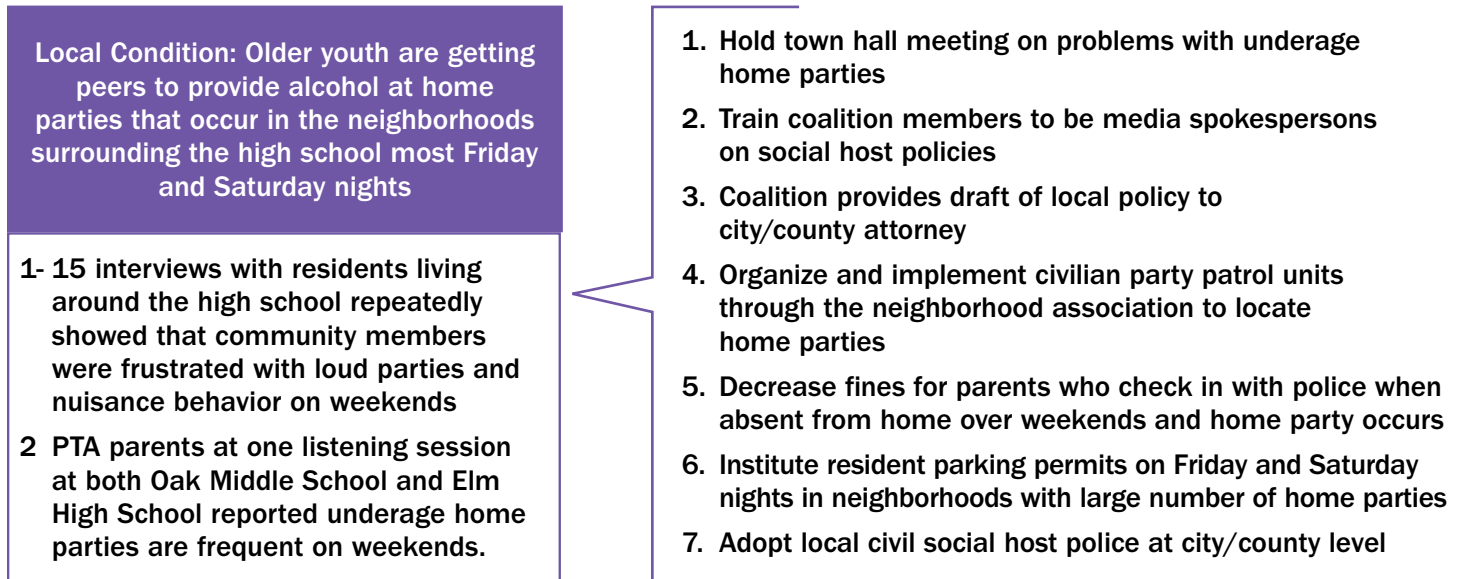 Local Condition: Older youth are getting
peers to provide alcohol at home
parties that occur in the neighborhoods
surrounding the high school most Friday
and Saturday nights
1- 15 interviews with residents living
around the high school repeatedly
showed that community members
were frustrated with loud parties and
nuisance behavior on weekends
2 PTA parents at one listening session
at both Oak Middle School and Elm
High School reported underage home
parties are frequent on weekends.
1. Hold town hall meeting on problems with underage
home parties
2. Train coalition members to be media spokespersons
on social host policies
3. Coalition provides draft of local policy to
city/county attorney
4. Organize and implement civilian party patrol units
through the neighborhood association to locate
home parties
5. Decrease fines for parents who check in with police when
absent from home over weekends and home party occurs
6. Institute resident parking permits on Friday and Saturday
nights in neighborhoods with large number of home parties
7. Adopt local civil social host police at city/county level